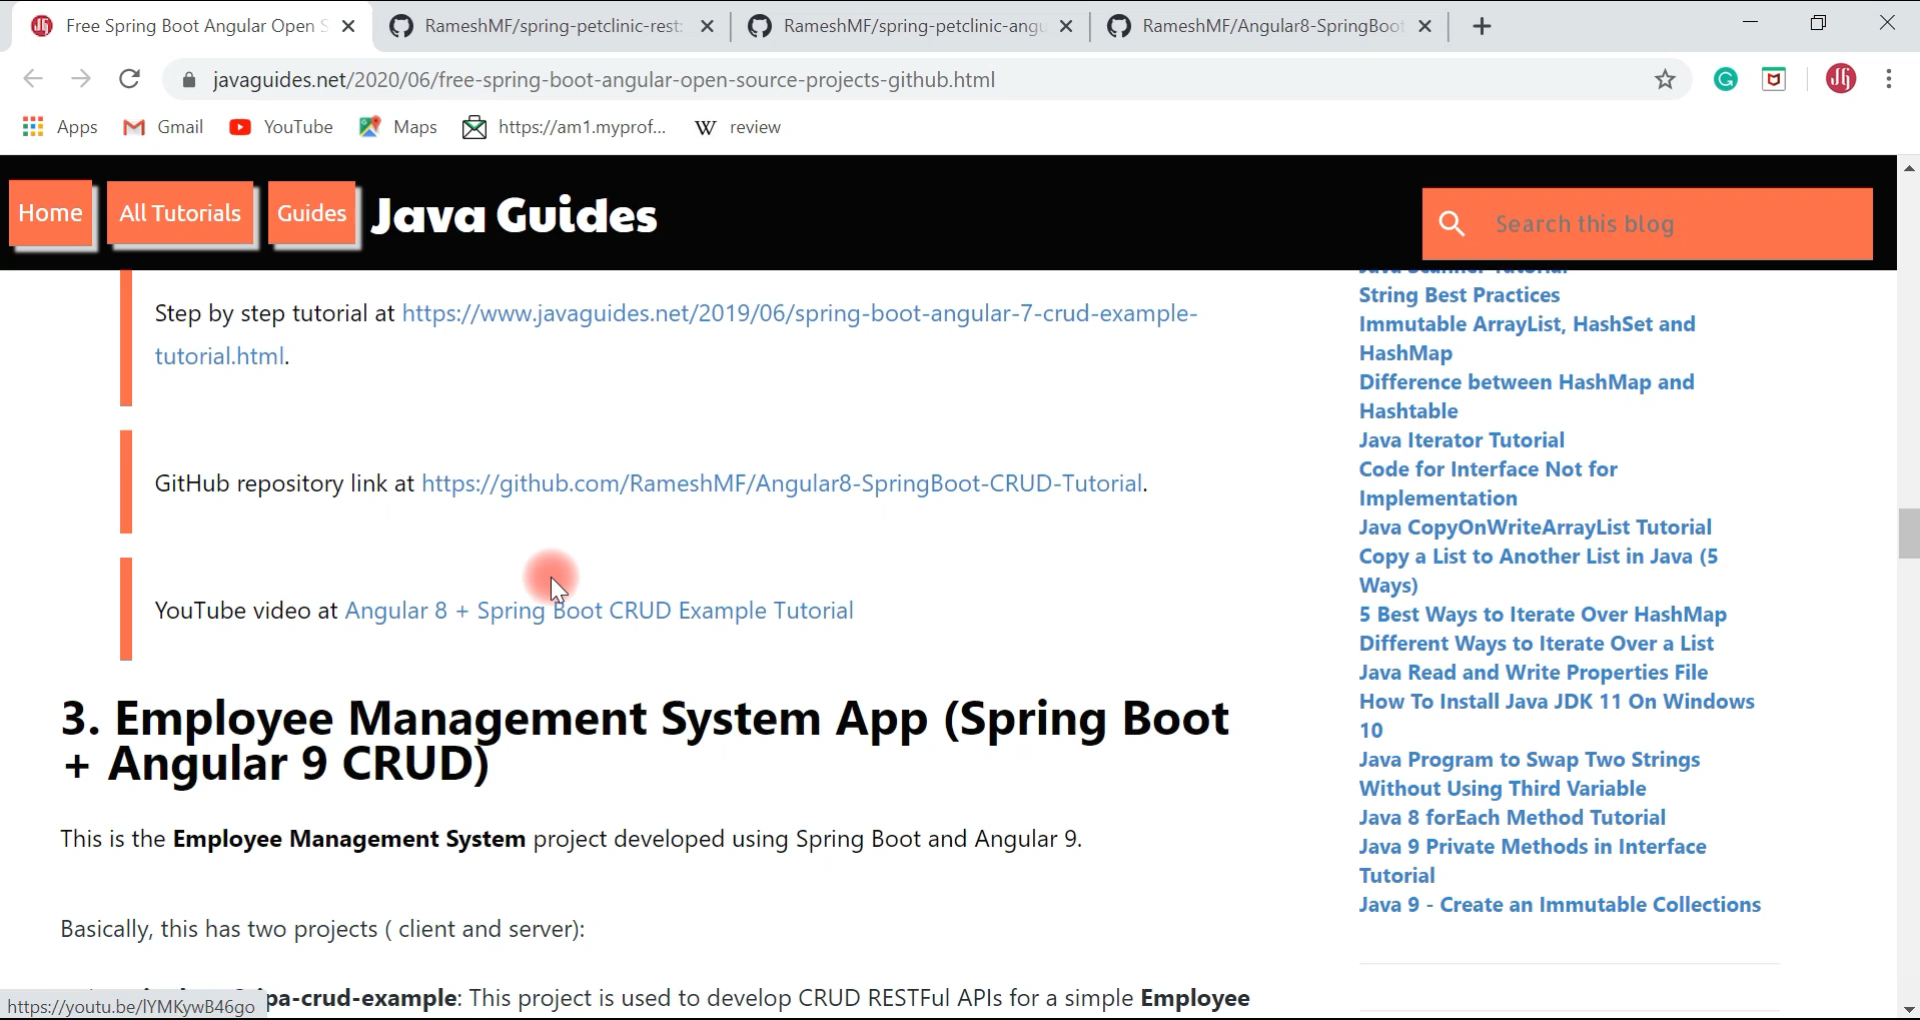 Free Spring Boot Angular Open S
RameshMF/spring-petclinic-rest:
RameshMF/spring-petclinic-angu
RameshMF/Angular8-SpringBoot
javaguides.net/2020/06/free-spring-boot-angular-open-source-projects-github.html
Apps
Gmail
YouTube
Maps
https://am1.myprof...
W review
Home
All Tutorials
Guides
Java Guides
Search this blog
Step by step tutorial at https://www.javaguides.net/2019/06/spring-boot-angular-7-crud-example-
tutorial.html.
GitHub repository link at https://github.com/RameshMF/Angular8-SpringBoot-CRUD-Tutorial.
YouTube video at Angular 8 + Spring Boot CRUD Example Tutorial
3. Employee Management System App (Spring Boot
+ Angular 9 CRUD)
This is the Employee Management System project developed using Spring Boot and Angular 9.
Basically, this has two projects ( client and server):
pa-crud-example: This project is used to develop CRUD RESTFul APIs for a simple Employee
https://youtu.be/lYMKywB46go
Java Scanner Tutorial
String Best Practices
Immutable ArrayList, HashSet and
HashMap
Difference between HashMap and
Hashtable
Java Iterator Tutorial
Code for Interface Not for
Implementation
Java CopyOnWriteArrayList Tutorial
Copy a List to Another List in Java (5
Ways)
5 Best Ways to Iterate Over HashMap
Different Ways to Iterate Over a List
Java Read and Write Properties File
How To Install Java JDK 11 On Windows
10
Java Program to Swap Two Strings
Without Using Third Variable
Java 8 forEach Method Tutorial
Java 9 Private Methods in Interface
Tutorial
Java 9 - Create an Immutable Collections